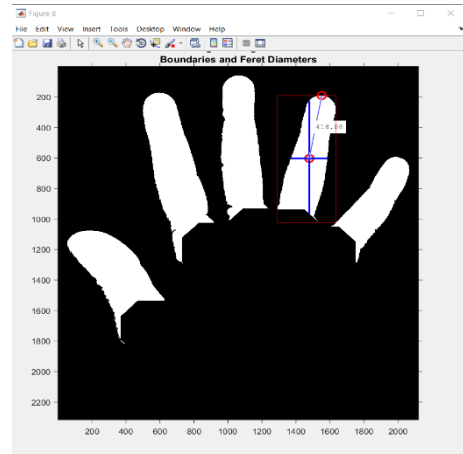 Figure 8
File Edit View Insert Tools Desktop Window Help
Boundaries and Feret Diameters
200
400
600
800
1000
1200
1400
1600
1800
2000
2200
200 400 600 800 1000 1200 1400 1600 1800 2000